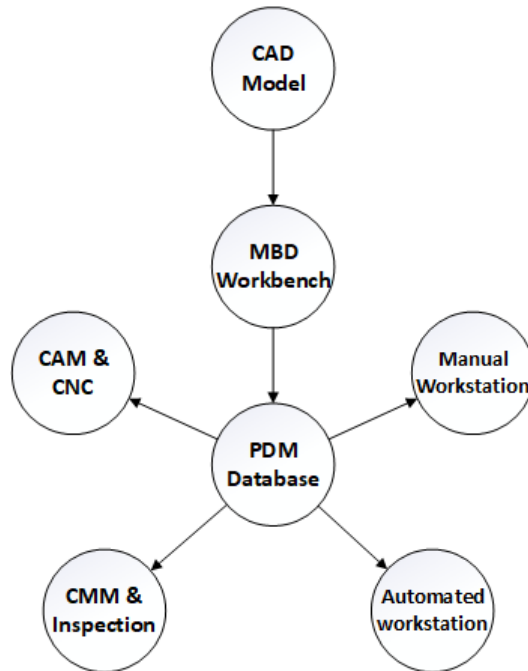 CAD
Model
MBD
Workbench
CAM &
CNC
Manual
Workstation
PDM
Database
CMM &
Inspection
Automated
workstation